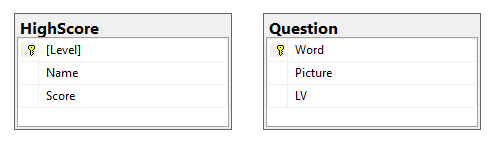 HighScore
[Level]
Name
Score
Question
Word
Picture
LV